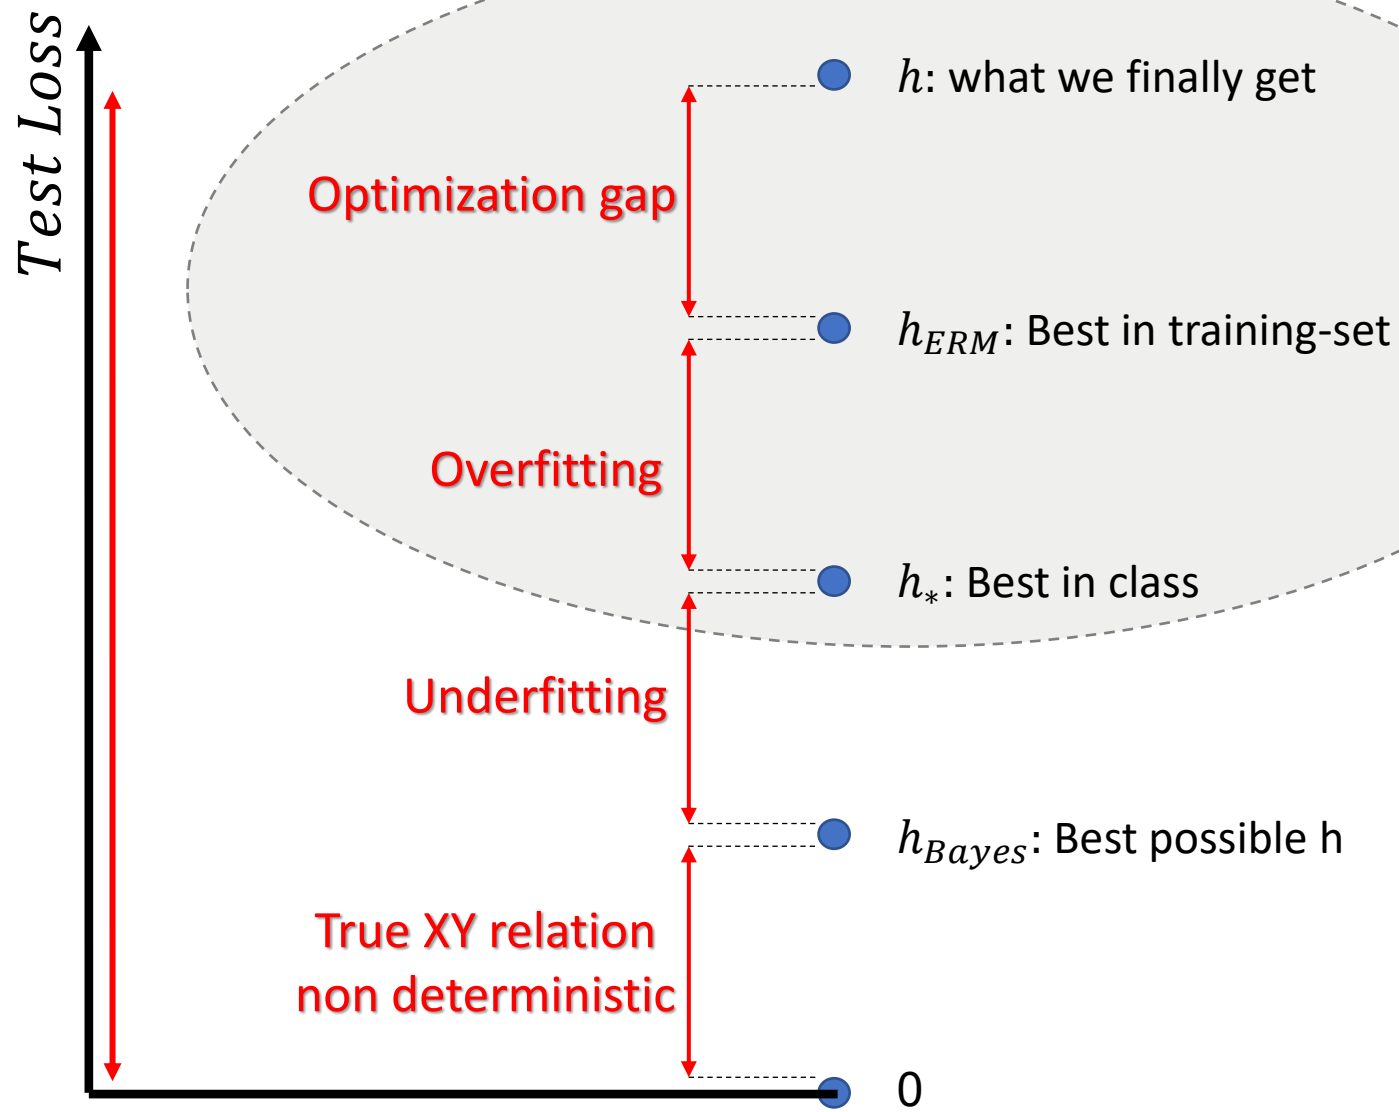 Test Loss
h: what we finally get
Optimization gap
h_ERM: Best in training-set
Overfitting
h_*: Best in class
Underfitting
h_Bayes: Best possible h
True XY relation
non deterministic
0